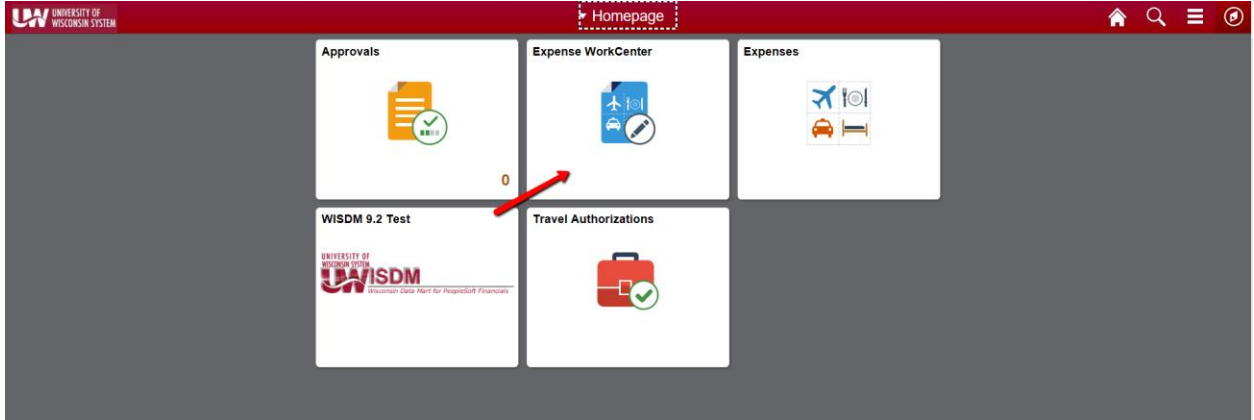 UW UNIVERSITY OF
WISCONSIN SYSTEM
Homepage
Approvals
0
Expense WorkCenter
Expenses
WISDM 9.2 Test
UNIVERSITY OF
WISCONSIN SYSTEM
UWISDM
Wisconsin Data Mart for PeopleSoft Financials
Travel Authorizations